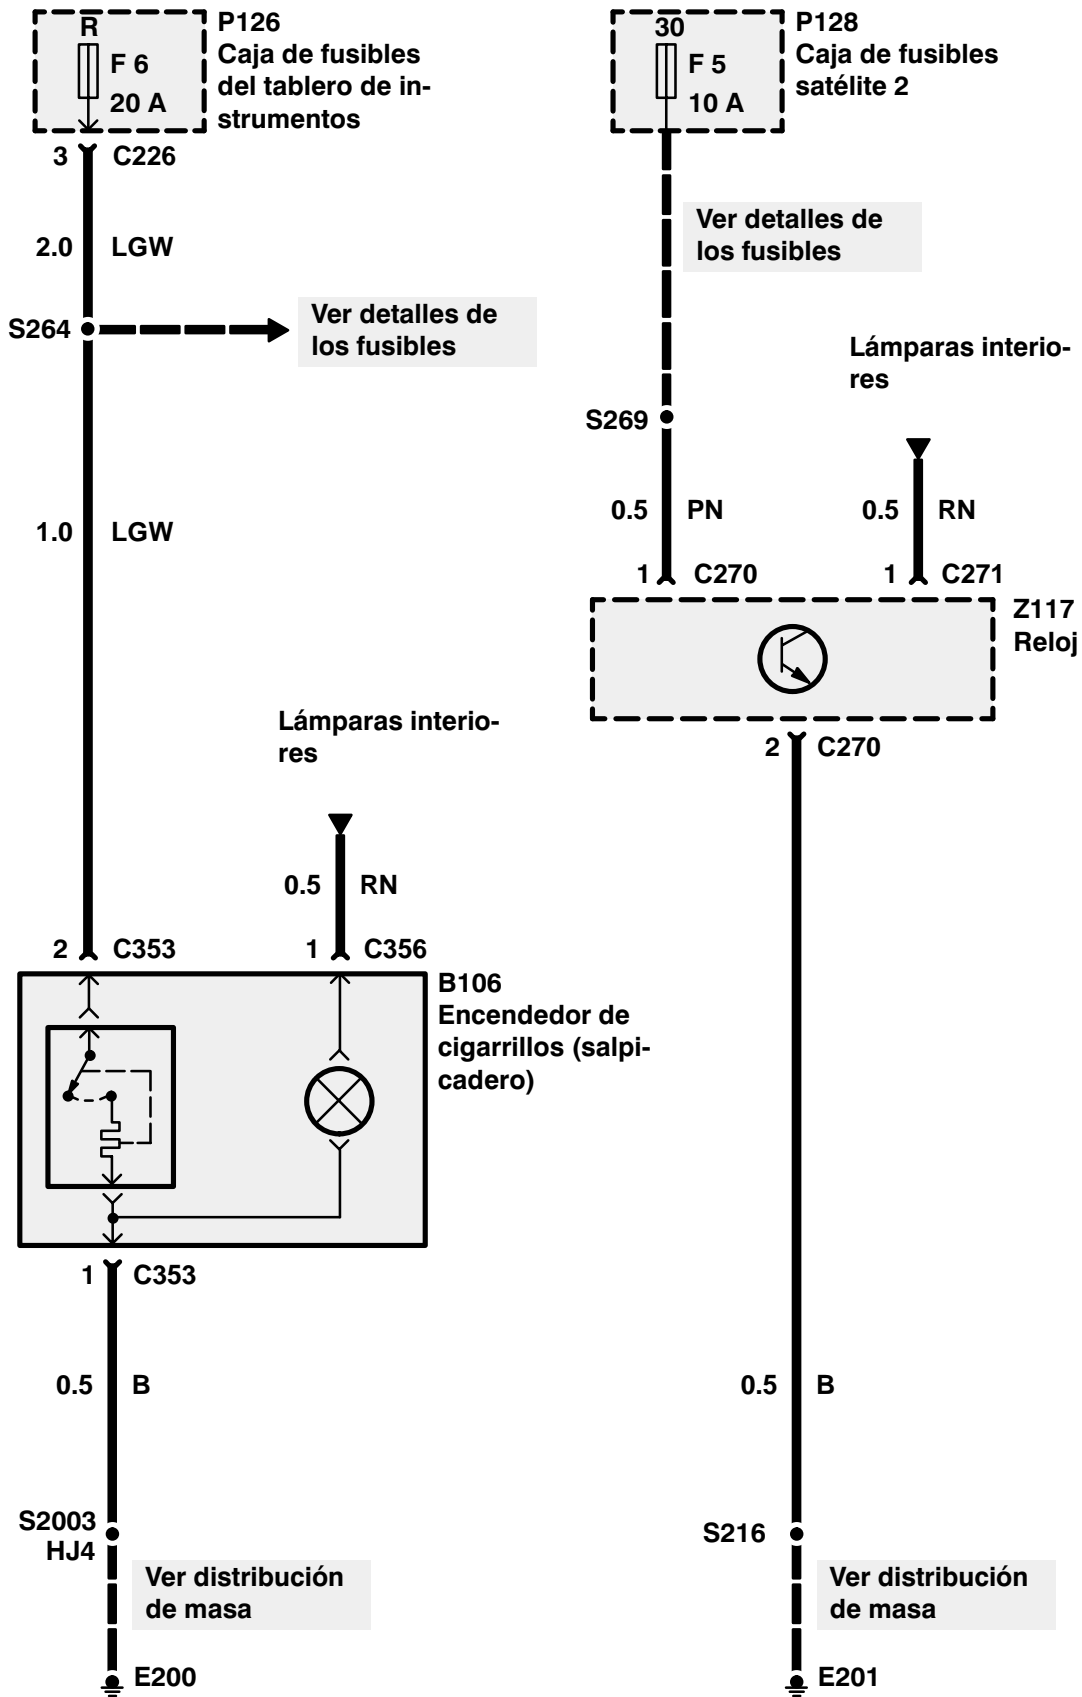 R
F 6
20 A
P126
Caja de fusibles
del tablero de in-
strumentos
3 C226
2.0 LGW
S264
Ver detalles de
los fusibles
1.0 LGW
Lámparas interio-
res
0.5 RN
2 C353
1 C356
B106
Encendedor de
cigarrillos (salpi-
cadero)
1 C353
0.5 B
S2003
HJ4
Ver distribución
de masa
E200
30
F 5
10 A
P128
Caja de fusibles
satélite 2
Ver detalles de
los fusibles
Lámparas interio-
res
S269
0.5 PN
0.5 RN
1 C270
1 C271
Z117
Reloj
2 C270
0.5 B
S216
Ver distribución
de masa
E201